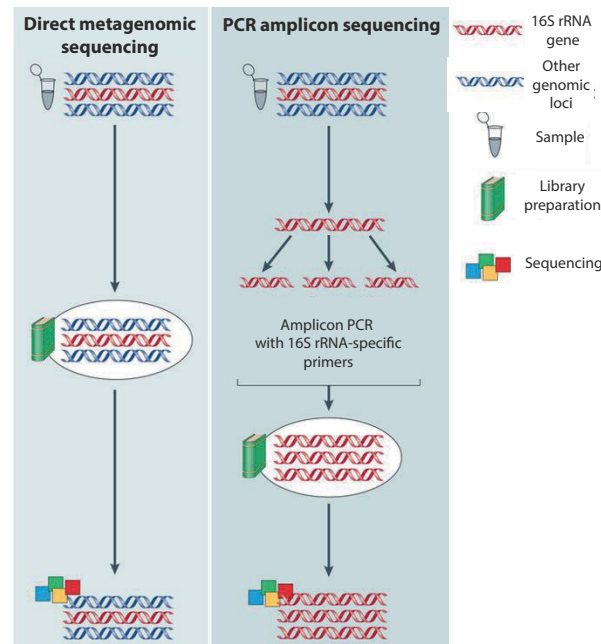 Direct metagenomic
sequencing
PCR amplicon sequencing
Amplicon PCR
with 16S rRNA-specific
primers
16S rRNA
gene
Other
genomic
loci ;
Sample
Library
preparation
Sequencing